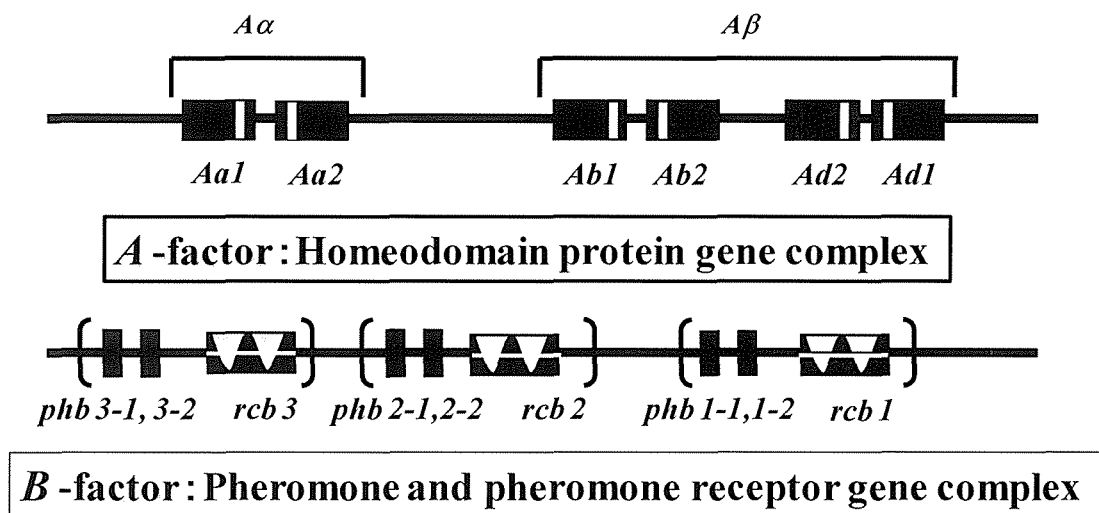 Aα Aβ
Aa1 Aa2 Ab1 Ab2 Ad2 Ad1
A-factor: Homeodomain protein gene complex
phb 3-1, 3-2 rcb 3 phb 2-1,2-2 rcb 2 phb 1-1,1-2 rcb 1
B-factor: Pheromone and pheromone receptor gene complex